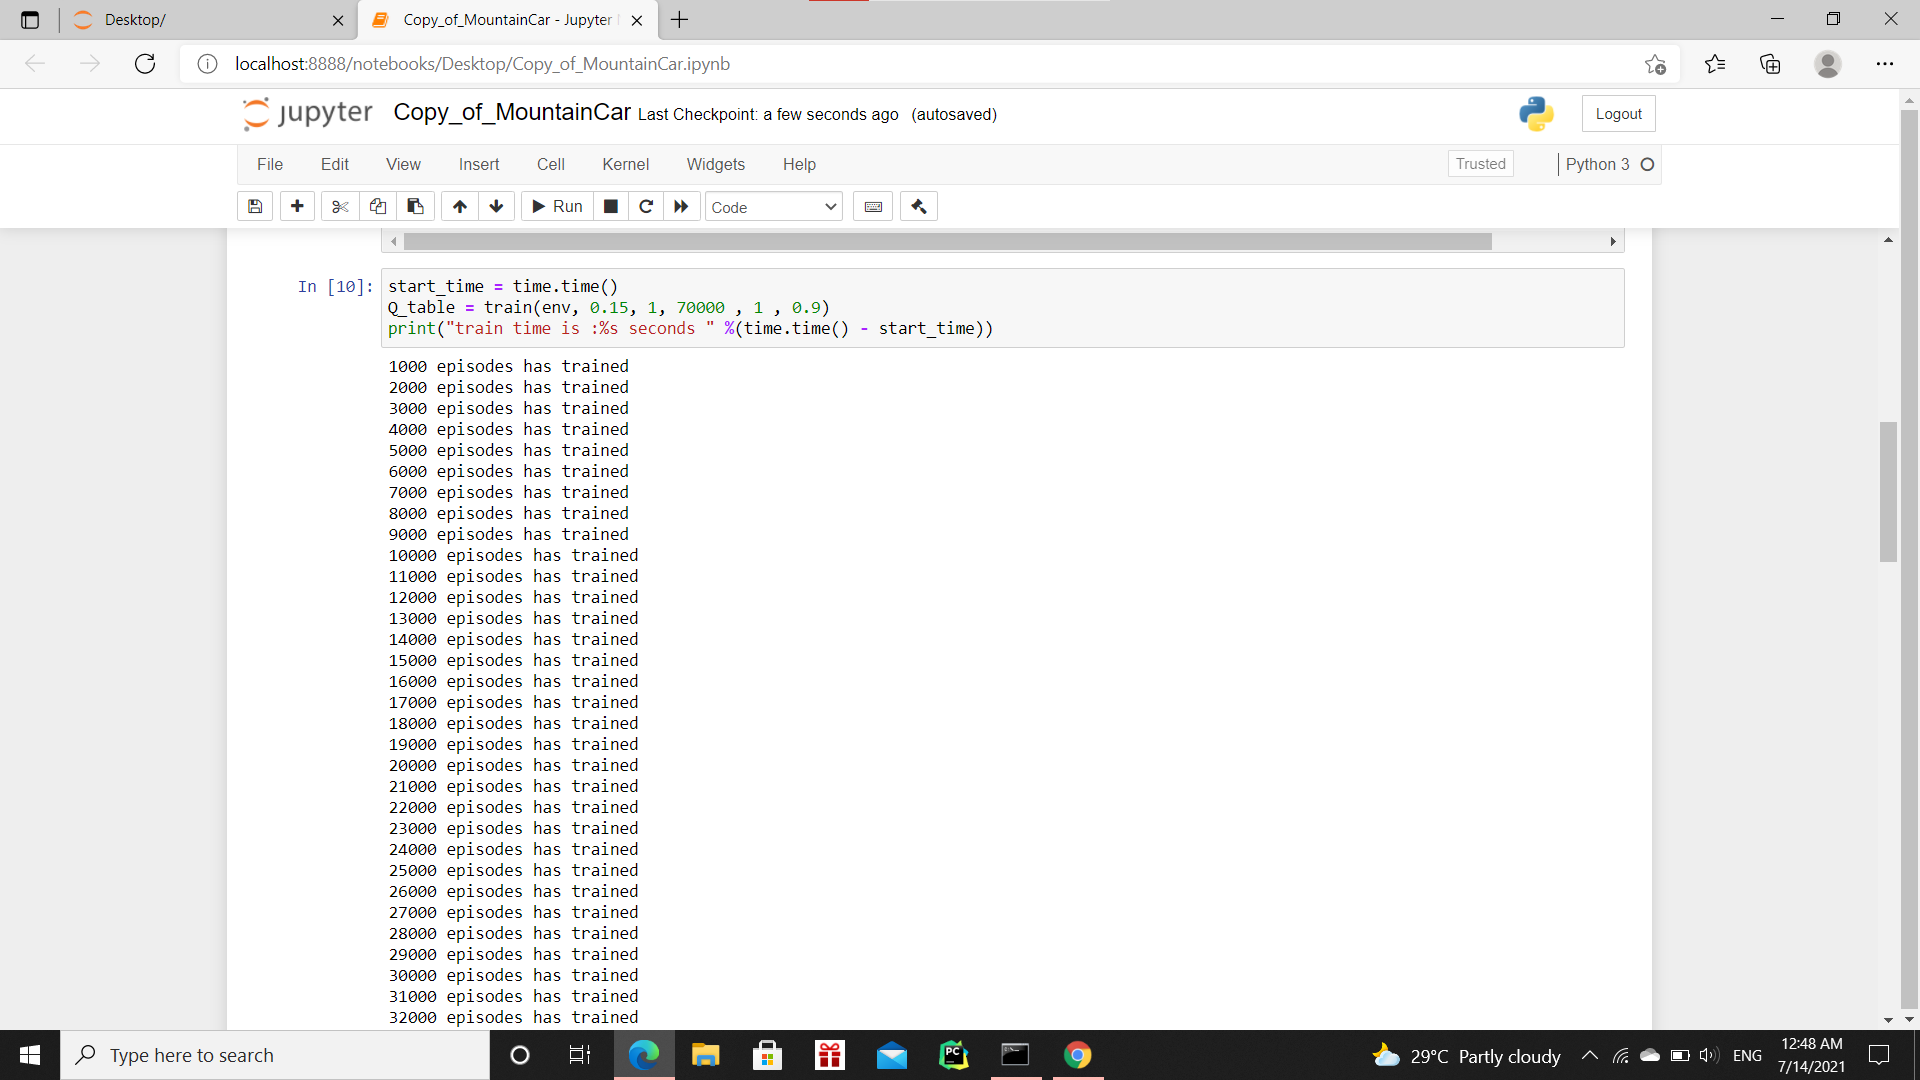 Desktop/
Copy_of_MountainCar - Jupyter
localhost:8888/notebooks/Desktop/Copy_of_MountainCar.ipynb
jupyter Copy_of_MountainCar Last Checkpoint: a few seconds ago (autosaved)
Logout
File Edit View Insert Cell Kernel Widgets Help
Trusted
Python 3
Run
Code
In [10]:
start_time = time.time()
Q_table = train(env, 0.15, 1, 70000 , 1 , 0.9)
print("train time is :%s seconds " %(time.time() - start_time))
1000 episodes has trained
2000 episodes has trained
3000 episodes has trained
4000 episodes has trained
5000 episodes has trained
6000 episodes has trained
7000 episodes has trained
8000 episodes has trained
9000 episodes has trained
10000 episodes has trained
11000 episodes has trained
12000 episodes has trained
13000 episodes has trained
14000 episodes has trained
15000 episodes has trained
16000 episodes has trained
17000 episodes has trained
18000 episodes has trained
19000 episodes has trained
20000 episodes has trained
21000 episodes has trained
22000 episodes has trained
23000 episodes has trained
24000 episodes has trained
25000 episodes has trained
26000 episodes has trained
27000 episodes has trained
28000 episodes has trained
29000 episodes has trained
30000 episodes has trained
31000 episodes has trained
32000 episodes has trained
Type here to search
PC
29°C Partly cloudy
ENG
12:48 AM
7/14/2021